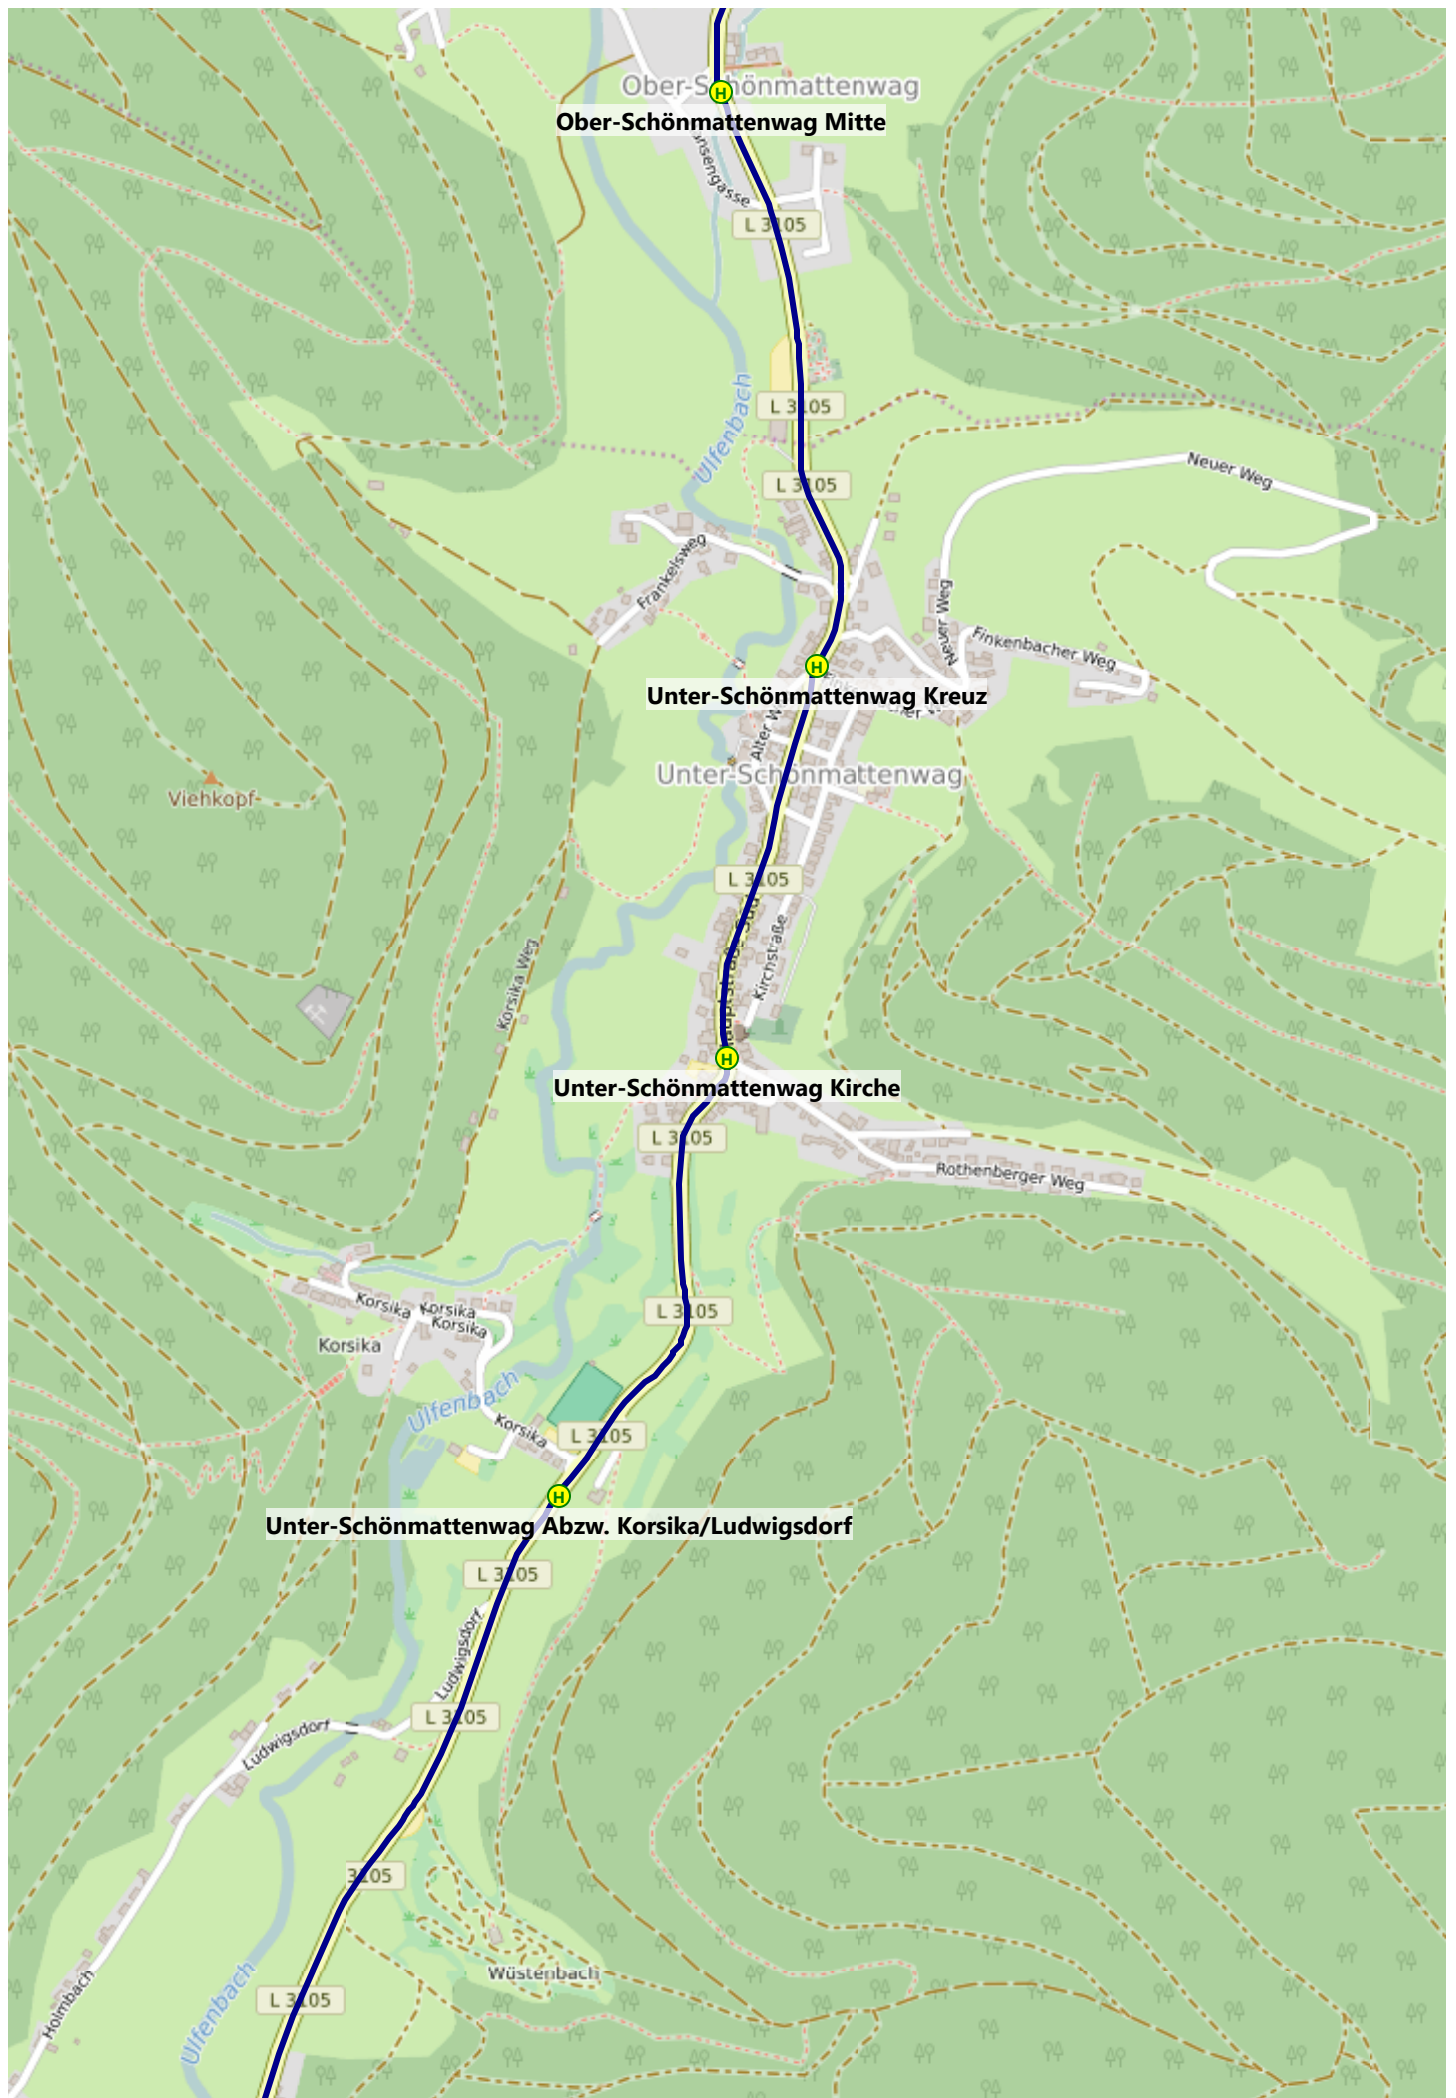 Ober-Schönmattenwag
H
Ober-Schönmattenwag Mitte
L 3105
L 3105
Ulfenbach
Neuer Weg
L 3105
Frankelsweg
Neuer Weg
Finkenbacher Weg
H
Unter-Schönmattenwag Kreuz
Unter-Schönmattenwag
Viehkopf
L 3105
Kirchstraße
Korsika Weg
H
Unter-Schönmattenwag Kirche
L 3105
Rothenberger Weg
Korsika
Korsika
Korsika
L 3105
Korsika
Ulfenbach
Korsika
L 3105
H
Unter-Schönmattenwag Abzw. Korsika/Ludwigsdorf
L 3105
Ludwigsdorf
L 3105
Ludwigsdorf
3105
Wüstenbach
L 3105
Holmbach
Ulfenbach